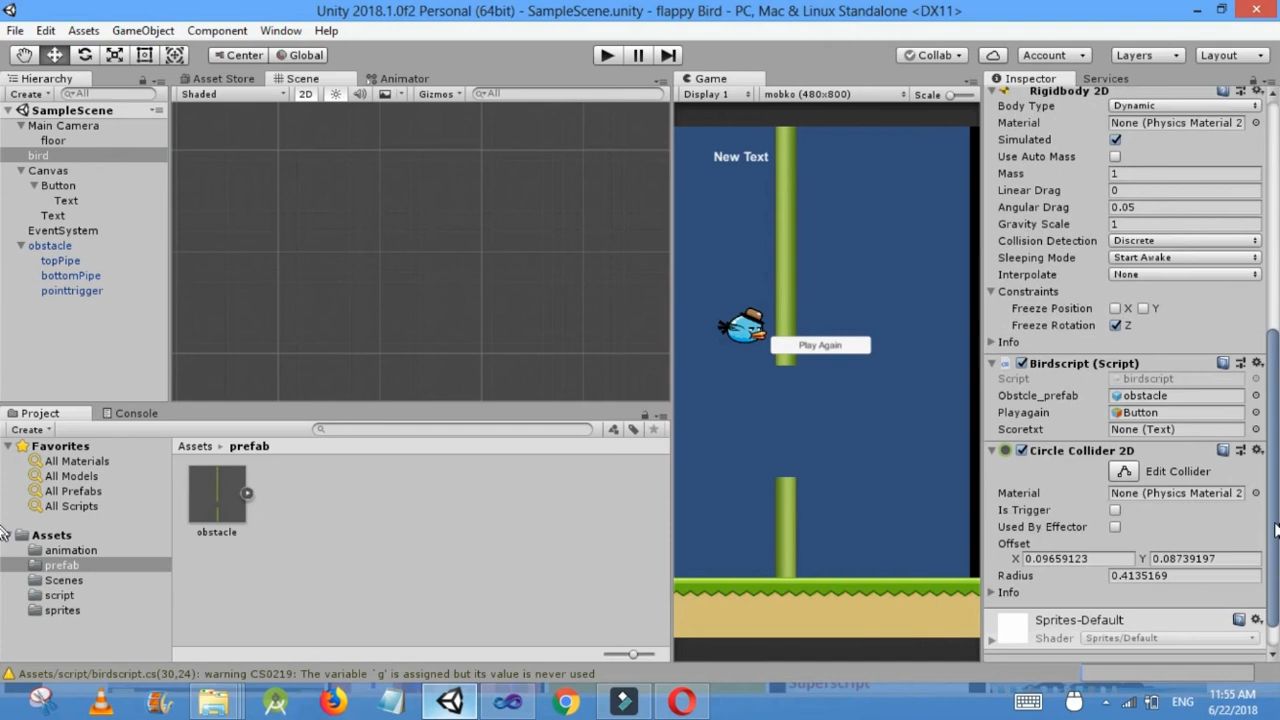 Unity 2018.1.0f2 Personal (64bit) - SampleScene.unity - flappy Bird - PC, Mac & Linux Standalone <DX11>
File Edit Assets GameObject Component Window Help
Center Global Collab Account Layers Layout
Hierarchy
Create All
SampleScene
Main Camera
floor
bird
Canvas
Button
Text
Text
EventSystem
obstacle
topPipe
bottomPipe
pointtrigger
Asset Store Scene Animator
Shaded 2D Gizmos All
Game
Display 1 mobko (480x800) Scale
New Text
Play Again
Inspector Services
Rigidbody 2D
Body Type Dynamic
Material None (Physics Material 2
Simulated
Use Auto Mass
Mass 1
Linear Drag 0
Angular Drag 0.05
Gravity Scale 1
Collision Detection Discrete
Sleeping Mode Start Awake
Interpolate None
Constraints
Freeze Position X Y
Freeze Rotation Z
Info
Birdscript (Script)
Script birdscript
Obstcle_prefab obstacle
Playagain Button
Scoretxt None (Text)
Circle Collider 2D
Edit Collider
Material None (Physics Material 2
Is Trigger
Used By Effector
Offset
X 0.09659123 Y 0.08739197
Radius 0.4135169
Info
Sprites-Default
Shader Sprites/Default
Project Console
Create
Favorites
All Materials
All Models
All Prefabs
All Scripts
Assets
animation
prefab
Scenes
script
sprites
Assets prefab
obstacle
Assets/script/birdscript.cs(30,24): warning CS0219: The variable `g' is assigned but its value is never used
Superscript
ENG
11:55 AM
6/22/2018